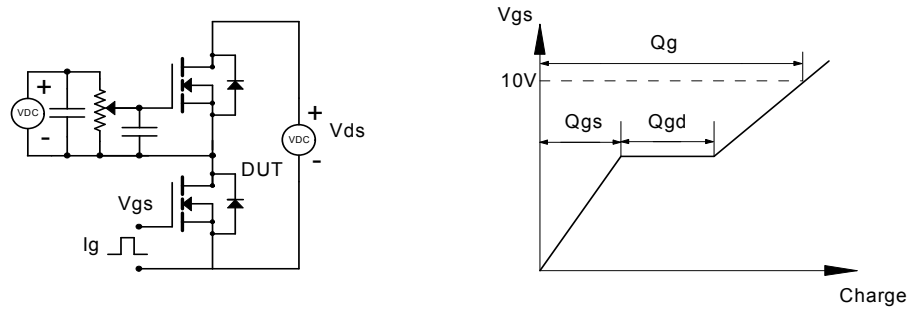 +
VDC
-
+
VDC
-
Vds
DUT
Vgs
Ig
Vgs
Qg
10V
Qgs
Qgd
Charge